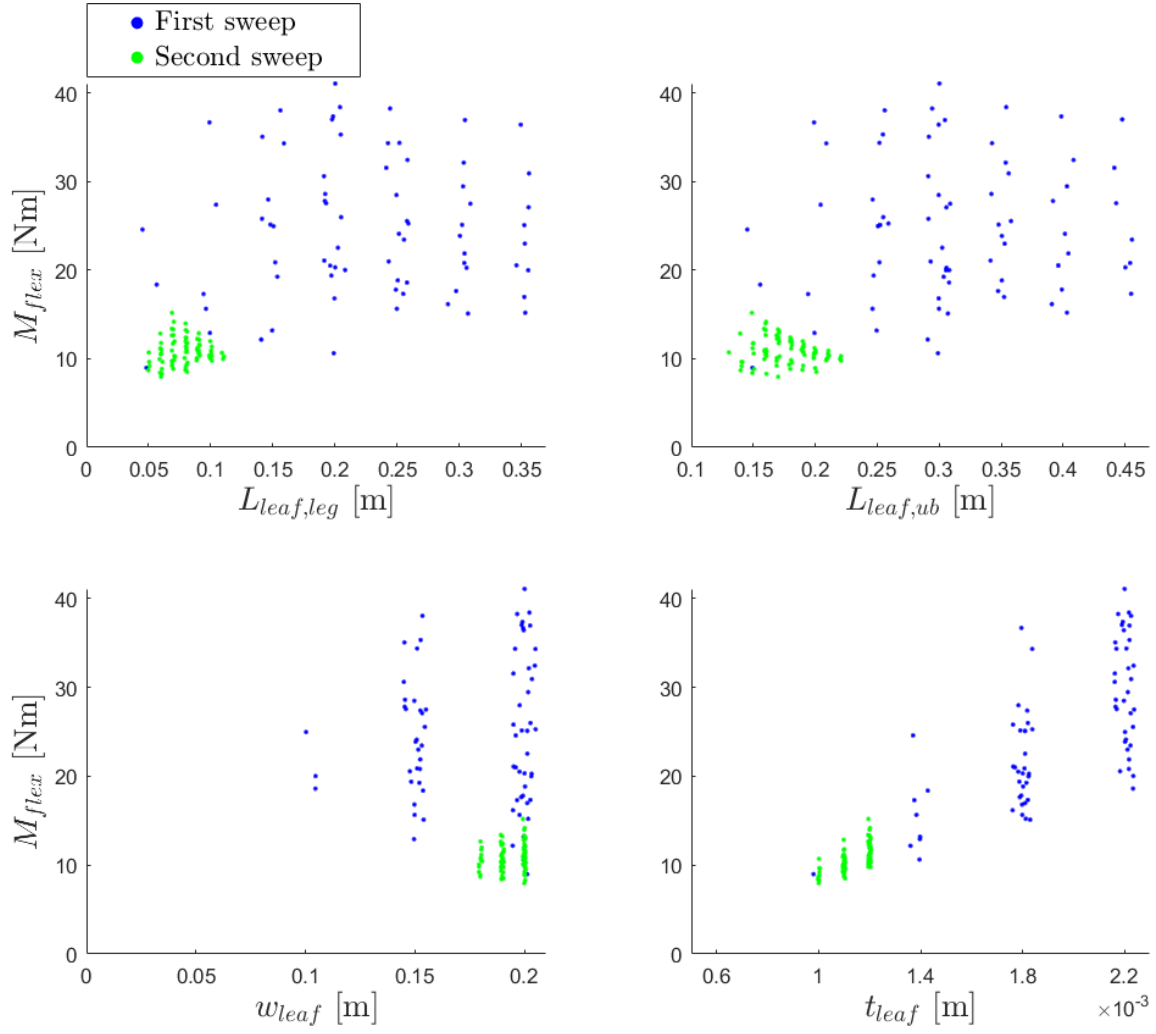 First sweep
Second sweep
40
30
20
10
0
M_flex [Nm]
0 0.05 0.1 0.15 0.2 0.25 0.3 0.35
L_leaf,leg [m]
40
30
20
10
0
0.1 0.15 0.2 0.25 0.3 0.35 0.4 0.45
L_leaf,ub [m]
40
30
20
10
0
M_flex [Nm]
0 0.05 0.1 0.15 0.2
w_leaf [m]
40
30
20
10
0
0.6 1 1.4 1.8 2.2
t_leaf [m]
×10⁻³